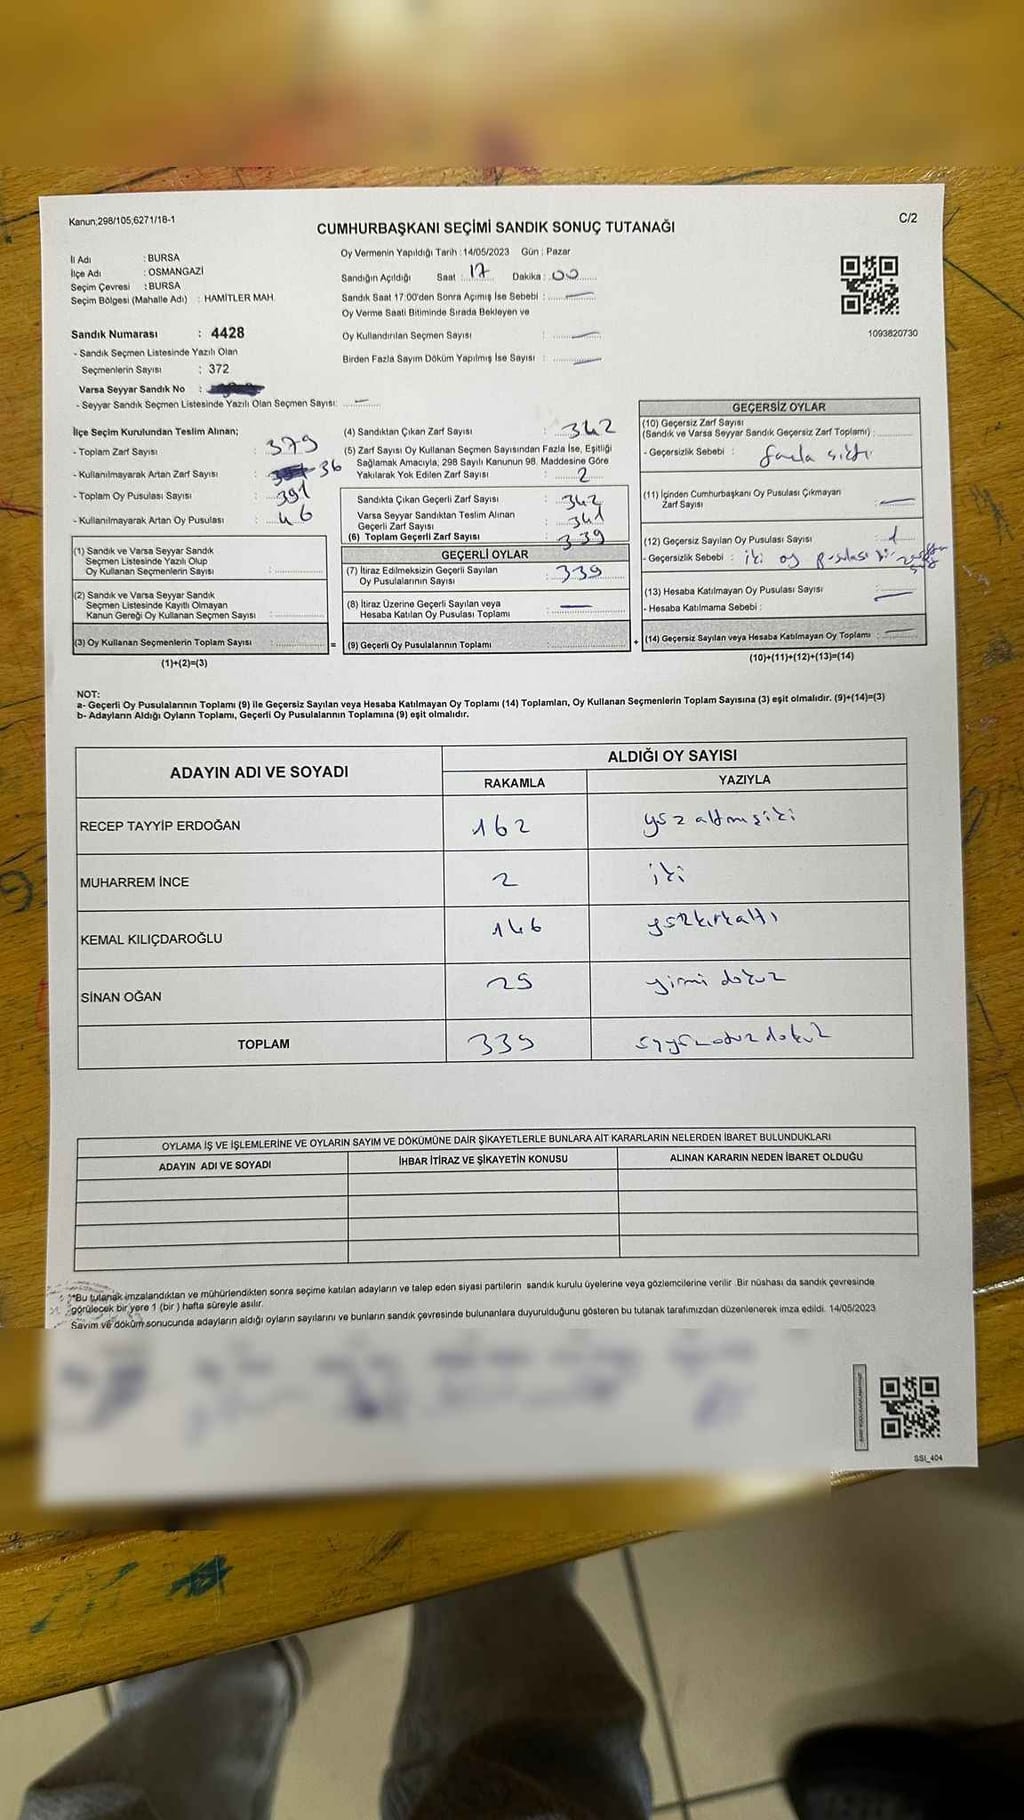 Kanun;298/105,6271/18-1
C/2
CUMHURBAŞKANI SEÇİMİ SANDIK SONUÇ TUTANAĞI
İl Adı : BURSA
İlçe Adı : OSMANGAZİ
Seçim Çevresi : BURSA
Seçim Bölgesi (Mahalle Adı) : HAMİTLER MAH.
Sandık Numarası : 4428
- Sandık Seçmen Listesinde Yazılı Olan
Seçmenlerin Sayısı : 372
Varsa Seyyar Sandık No :
- Seyyar Sandık Seçmen Listesinde Yazılı Olan Seçmen Sayısı: —
Oy Vermenin Yapıldığı Tarih :14/05/2023 Gün : Pazar
Sandığın Açıldığı Saat : 17 Dakika : 00
Sandık Saat 17:00'den Sonra Açılmış İse Sebebi : —
Oy Verme Saati Bitiminde Sırada Bekleyen ve
Oy Kullandırılan Seçmen Sayısı : —
Birden Fazla Sayım Döküm Yapılmış İse Sayısı : —
1093820730
İlçe Seçim Kurulundan Teslim Alınan;
- Toplam Zarf Sayısı : 379
- Kullanılmayarak Artan Zarf Sayısı : 36
- Toplam Oy Pusulası Sayısı : 391
- Kullanılmayarak Artan Oy Pusulası : 46
(1) Sandık ve Varsa Seyyar Sandık
Seçmen Listesinde Yazılı Olup
Oy Kullanan Seçmenlerin Sayısı :
(2) Sandık ve Varsa Seyyar Sandık
Seçmen Listesinde Kayıtlı Olmayan
Kanun Gereği Oy Kullanan Seçmen Sayısı :
(3) Oy Kullanan Seçmenlerin Toplam Sayısı :
(1)+(2)=(3)
(4) Sandıktan Çıkan Zarf Sayısı : 342
(5) Zarf Sayısı Oy Kullanan Seçmen Sayısından Fazla İse, Eşitliği
Sağlamak Amacıyla, 298 Sayılı Kanunun 98. Maddesine Göre
Yakılarak Yok Edilen Zarf Sayısı : 2
Sandıkta Çıkan Geçerli Zarf Sayısı : 342
Varsa Seyyar Sandıktan Teslim Alınan
Geçerli Zarf Sayısı : 341
(6) Toplam Geçerli Zarf Sayısı : 339
GEÇERLİ OYLAR
(7) İtiraz Edilmeksizin Geçerli Sayılan
Oy Pusulalarının Sayısı : 339
(8) İtiraz Üzerine Geçerli Sayılan veya
Hesaba Katılan Oy Pusulası Toplamı : —
=
(9) Geçerli Oy Pusulalarının Toplamı
+
GEÇERSİZ OYLAR
(10) Geçersiz Zarf Sayısı
(Sandık ve Varsa Seyyar Sandık Geçersiz Zarf Toplamı) :
- Geçersizlik Sebebi : fazla
(11) İçinden Cumhurbaşkanı Oy Pusulası Çıkmayan
Zarf Sayısı : —
(12) Geçersiz Sayılan Oy Pusulası Sayısı : 1
- Geçersizlik Sebebi : iki oy pusulası bir
(13) Hesaba Katılmayan Oy Pusulası Sayısı : —
- Hesaba Katılmama Sebebi :
(14) Geçersiz Sayılan veya Hesaba Katılmayan Oy Toplamı : —
(10)+(11)+(12)+(13)=(14)
NOT:
a- Geçerli Oy Pusulalarının Toplamı (9) ile Geçersiz Sayılan veya Hesaba Katılmayan Oy Toplamı (14) Toplamları, Oy Kullanan Seçmenlerin Toplam Sayısına (3) eşit olmalıdır. (9)+(14)=(3)
b- Adayların Aldığı Oyların Toplamı, Geçerli Oy Pusulalarının Toplamına (9) eşit olmalıdır.
ADAYIN ADI VE SOYADI
ALDIĞI OY SAYISI
RAKAMLA YAZIYLA
RECEP TAYYİP ERDOĞAN 162 yüz altmışiki
MUHARREM İNCE 2 iki
KEMAL KILIÇDAROĞLU 146 yüzkırkaltı
SİNAN OĞAN 29 yirmi dokuz
TOPLAM 339 üçyüz otuz dokuz
OYLAMA İŞ VE İŞLEMLERİNE VE OYLARIN SAYIM VE DÖKÜMÜNE DAİR ŞİKAYETLERLE BUNLARA AİT KARARLARIN NELERDEN İBARET BULUNDUKLARI
ADAYIN ADI VE SOYADI İHBAR İTİRAZ VE ŞİKAYETİN KONUSU ALINAN KARARIN NEDEN İBARET OLDUĞU
"Bu tutanak imzalandıktan ve mühürlendikten sonra seçime katılan adayların ve talep eden siyasi partilerin sandık kurulu üyelerine veya gözlemcilerine verilir. Bir nüshası da sandık çevresinde
görülecek bir yere 1 (bir ) hafta süreyle asılır.
Sayım ve döküm sonucunda adayların aldığı oyların sayılarını ve bunların sandık çevresinde bulunanlara duyurulduğunu gösteren bu tutanak tarafımızdan düzenlenerek imza edildi. 14/05/2023
SSI_404